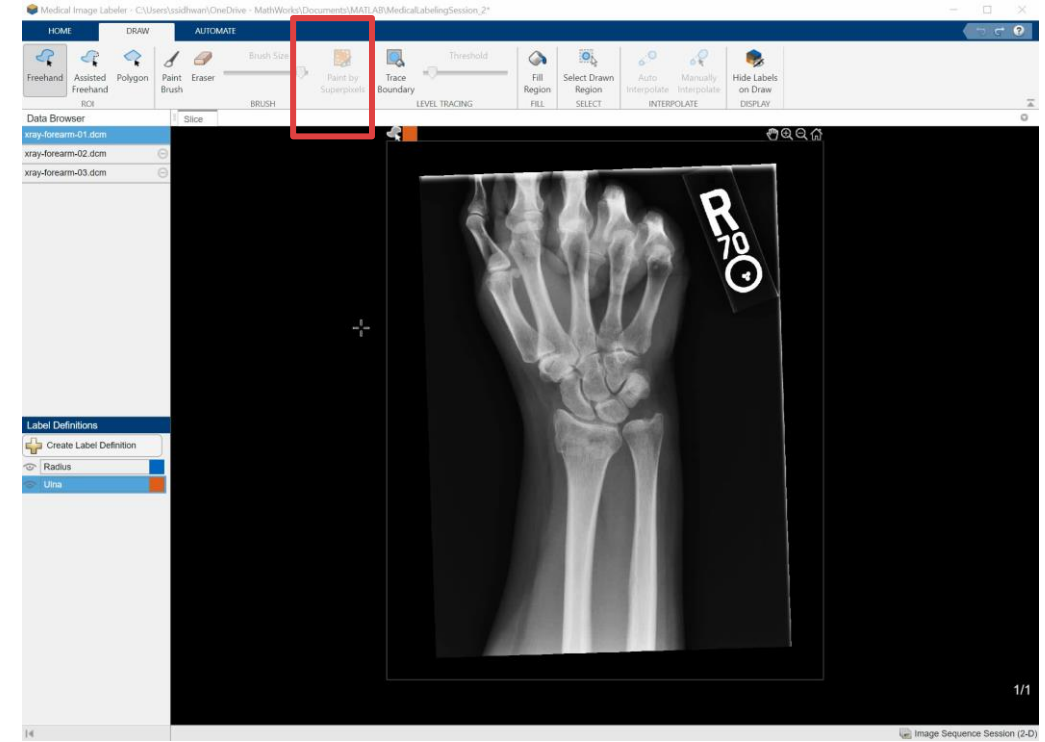 Medical Image Labeler - C:\Users\ssidhwan\OneDrive - MathWorks\Documents\MATLAB\MedicalLabelingSession_2*
HOME DRAW AUTOMATE
Freehand Assisted Freehand Polygon Paint Brush Eraser Brush Size Paint by Superpixels Trace Boundary Threshold Fill Region Select Drawn Region Auto Interpolate Manually Interpolate Hide Labels on Draw
ROI BRUSH LEVEL TRACING FILL SELECT INTERPOLATE DISPLAY
Data Browser
Slice
xray-forearm-01.dcm
xray-forearm-02.dcm
xray-forearm-03.dcm
R
70
Label Definitions
Create Label Definition
Radius
Ulna
1/1
Image Sequence Session (2-D)